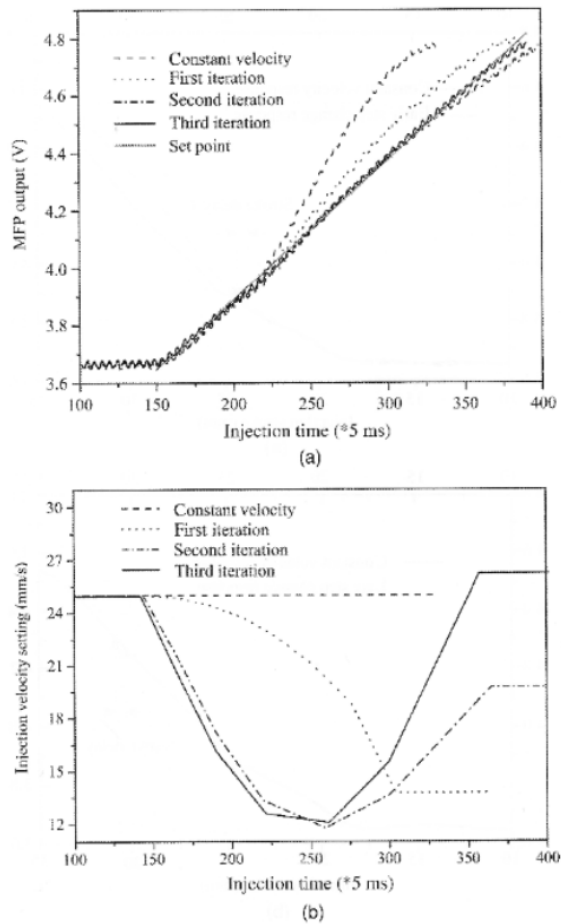 4.8
4.6
4.4
4.2
4.0
3.8
3.6
MFP output (V)
Constant velocity
First iteration
Second iteration
Third iteration
Set point
100 150 200 250 300 350 400
Injection time (*5 ms)
(a)
30
27
24
21
18
15
12
Injection velocity setting (mm/s)
Constant velocity
First iteration
Second iteration
Third iteration
100 150 200 250 300 350 400
Injection time (*5 ms)
(b)